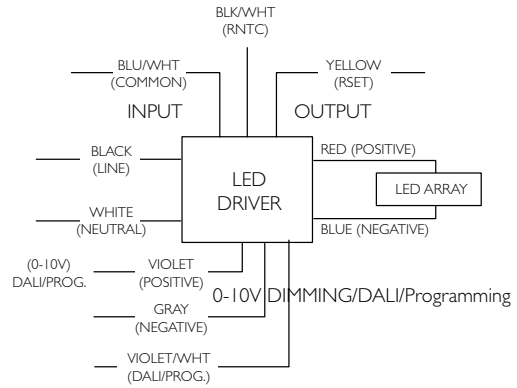 BLK/WHT
(RNTC)
BLU/WHT
(COMMON)
YELLOW
(RSET)
INPUT
OUTPUT
BLACK
(LINE)
RED (POSITIVE)
LED
DRIVER
LED ARRAY
WHITE
(NEUTRAL)
BLUE (NEGATIVE)
(0-10V)
DALI/PROG.
VIOLET
(POSITIVE)
0-10V DIMMING/DALI/Programming
GRAY
(NEGATIVE)
VIOLET/WHT
(DALI/PROG.)